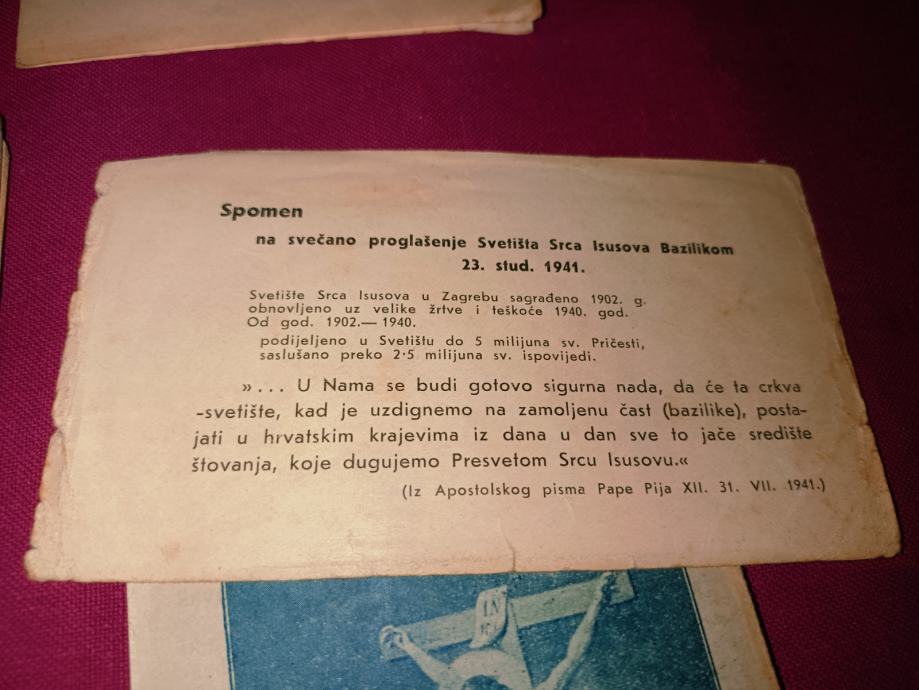 Spomen
na svečano proglašenje Svetišta Srca Isusova Bazilikom
23. stud. 1941.
Svetište Srca Isusova u Zagrebu sagrađeno 1902. g.
obnovljeno uz velike žrtve i teškoće 1940. god.
Od god. 1902.— 1940.
podijeljeno u Svetištu do 5 milijuna sv. Pričesti,
saslušano preko 2·5 milijuna sv. ispovijedi.
»... U Nama se budi gotovo sigurna nada, da će ta crkva
-svetište, kad je uzdignemo na zamoljenu čast (bazilike), posta-
jati u hrvatskim krajevima iz dana u dan sve to jače središte
štovanja, koje dugujemo Presvetom Srcu Isusovu.«
(Iz Apostolskog pisma Pape Pija XII. 31. VII. 1941.)
IN